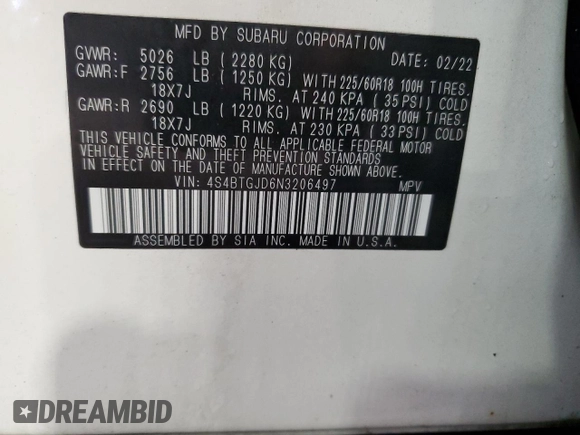 MFD BY SUBARU CORPORATION
GVWR: 5026 LB (2280 KG) DATE: 02/22
GAWR:F 2756 LB (1250 KG) WITH 225/60R18 100H TIRES.
18X7J RIMS. AT 240 KPA (35 PSI) COLD
GAWR:R 2690 LB (1220 KG) WITH 225/60R18 100H TIRES.
18X7J RIMS. AT 230 KPA (33 PSI) COLD
THIS VEHICLE CONFORMS TO ALL APPLICABLE FEDERAL MOTOR
VEHICLE SAFETY AND THEFT PREVENTION STANDARDS
IN EFFECT ON THE DATE OF MANUFACTURE SHOWN ABOVE.
VIN: 4S4BTGJD6N3206497 MPV
ASSEMBLED BY SIA INC. MADE IN U.S.A.
DREAMBID